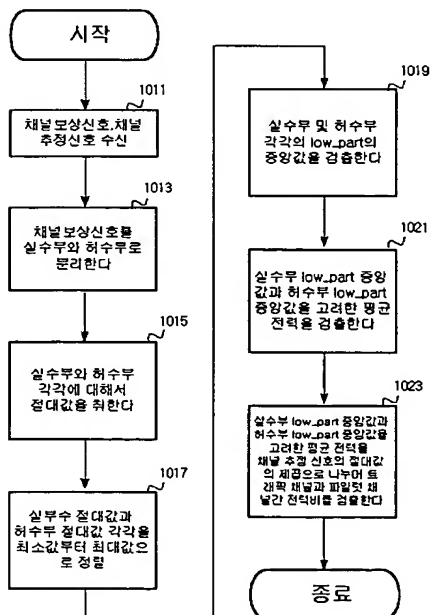 시작
1011
채널보상신호,채널
추정신호 수신
1013
채널보상신호를
실수부와 허수부로
분리한다
1015
실수부와 허수부
각각에 대해서
절대값을 취한다
1017
실부수 절대값과
허수부 절대값 각각을
최소값부터 최대값으
로 정렬
1019
실수부 및 허수부
각각의 low_part의
중앙값을 검출한다
1021
실수부 low_part 중앙
값과 허수부 low_part
중앙값을 고려한 평균
전력을 검출한다
1023
실수부 low_part 중앙값과
허수부 low_part 중앙값을
고려한 평균 전력을
채널 추정 신호의 절대값
의 제곱으로 나누어 트
래픽 채널과 파일럿 채
널간 전력비를 검출한다
종료